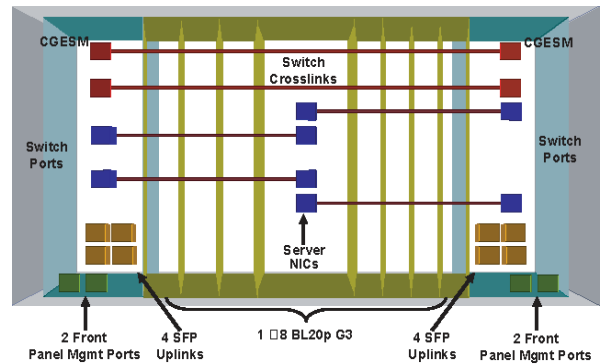 CGESM
CGESM
Switch
Crosslinks
Switch
Ports
Switch
Ports
Server
NICs
2 Front
Panel Mgmt Ports
4 SFP
Uplinks
1 □8 BL20p G3
4 SFP
Uplinks
2 Front
Panel Mgmt Ports